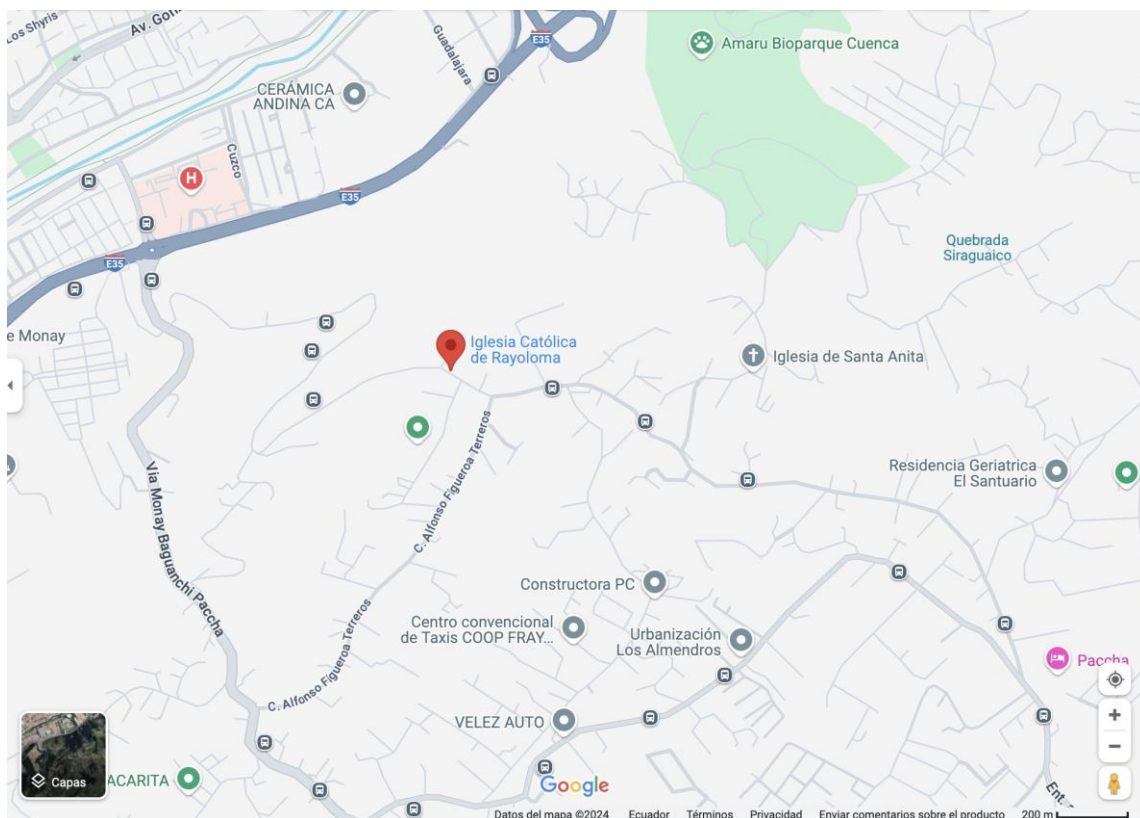 Los Shyris
Av. Gon
Guadalajara
E35
Amaru Bioparque Cuenca
CERÁMICA
ANDINA CA
Cuzco
H
E35
E35
Quebrada
Siraguaico
e Monay
Iglesia Católica
de Rayoloma
Iglesia de Santa Anita
C. Alfonso Figueroa Terreros
Residencia Geriatrica
El Santuario
Via Monay Baguanchi Paccha
Constructora PC
Centro convencional
de Taxis COOP FRAY...
Urbanización
Los Almendros
C. Alfonso Figueroa Terreros
Paccha
VELEZ AUTO
Capas
ACARITA
Google
Ent.
Datos del mapa ©2024 Ecuador Términos Privacidad Enviar comentarios sobre el producto 200 m